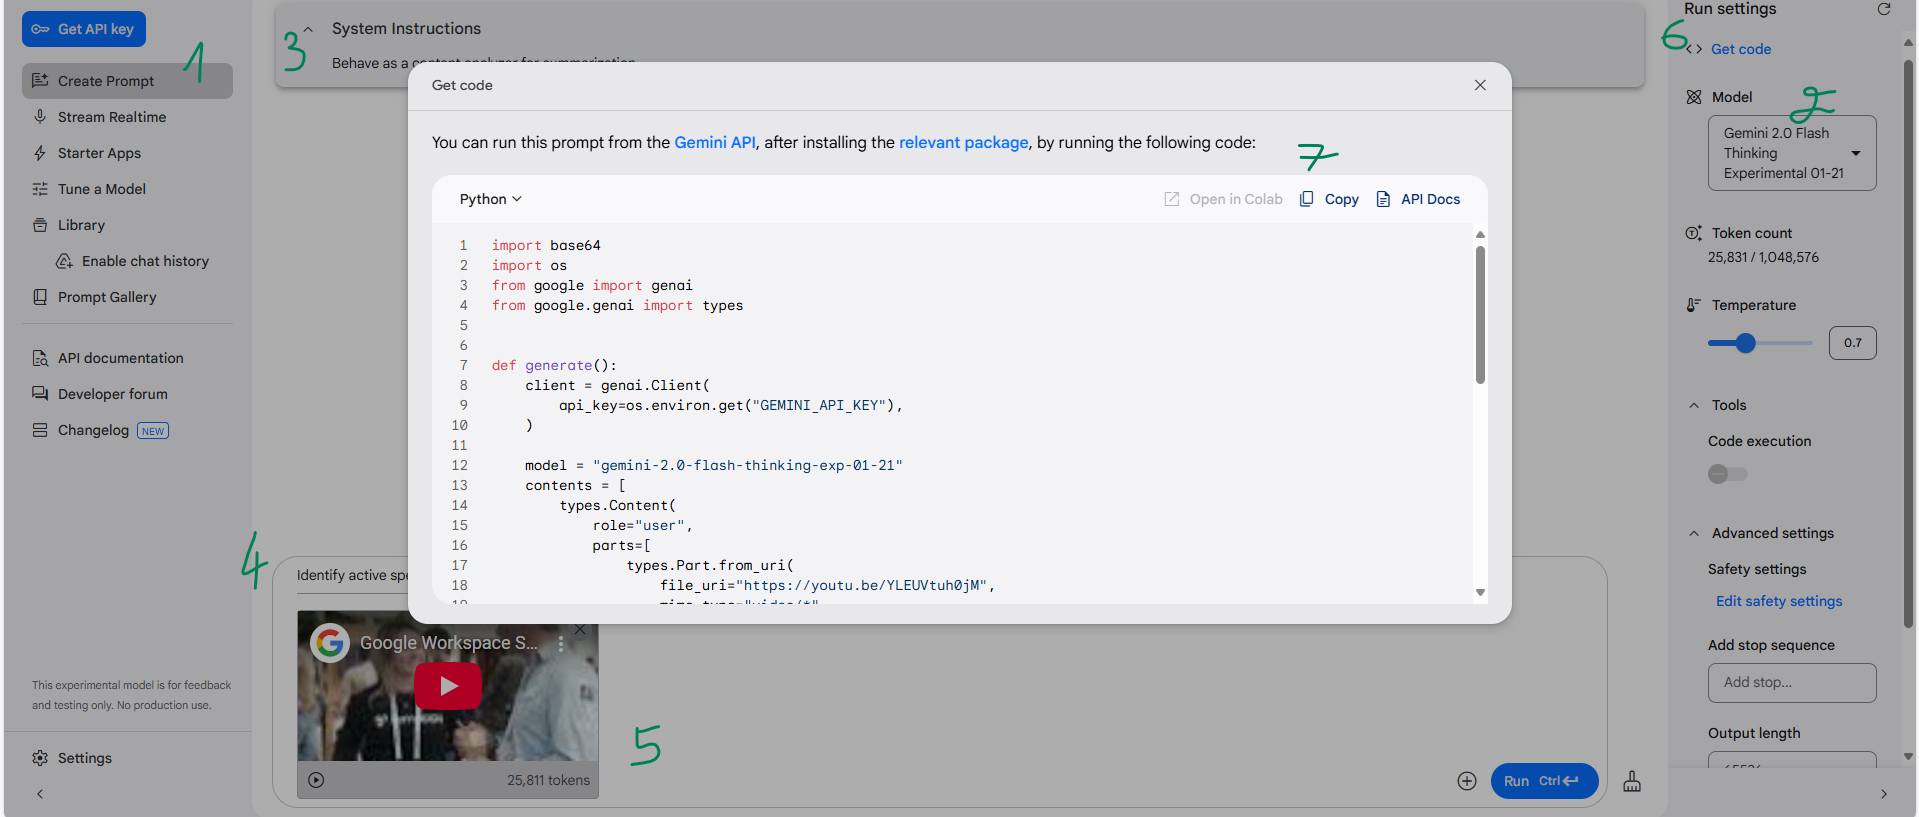 Get API key
1
Create Prompt
Stream Realtime
Starter Apps
Tune a Model
Library
Enable chat history
Prompt Gallery
API documentation
Developer forum
Changelog NEW
This experimental model is for feedback
and testing only. No production use.
Settings
3
System Instructions
Behave as a content analyzer for summarization
Get code
You can run this prompt from the Gemini API, after installing the relevant package, by running the following code:
7
Python
Open in Colab Copy API Docs
1 import base64
2 import os
3 from google import genai
4 from google.genai import types
5
6
7 def generate():
8 client = genai.Client(
9 api_key=os.environ.get("GEMINI_API_KEY"),
10 )
11
12 model = "gemini-2.0-flash-thinking-exp-01-21"
13 contents = [
14 types.Content(
15 role="user",
16 parts=[
17 types.Part.from_uri(
18 file_uri="https://youtu.be/YLEUVtuh0jM",
19 mime_type="video/*"
4
Identify active spe
Google Workspace S...
25,811 tokens
5
Run Ctrl
Run settings
6
<> Get code
Model
2
Gemini 2.0 Flash
Thinking
Experimental 01-21
Token count
25,831 / 1,048,576
Temperature
0.7
Tools
Code execution
Advanced settings
Safety settings
Edit safety settings
Add stop sequence
Add stop...
Output length
65536